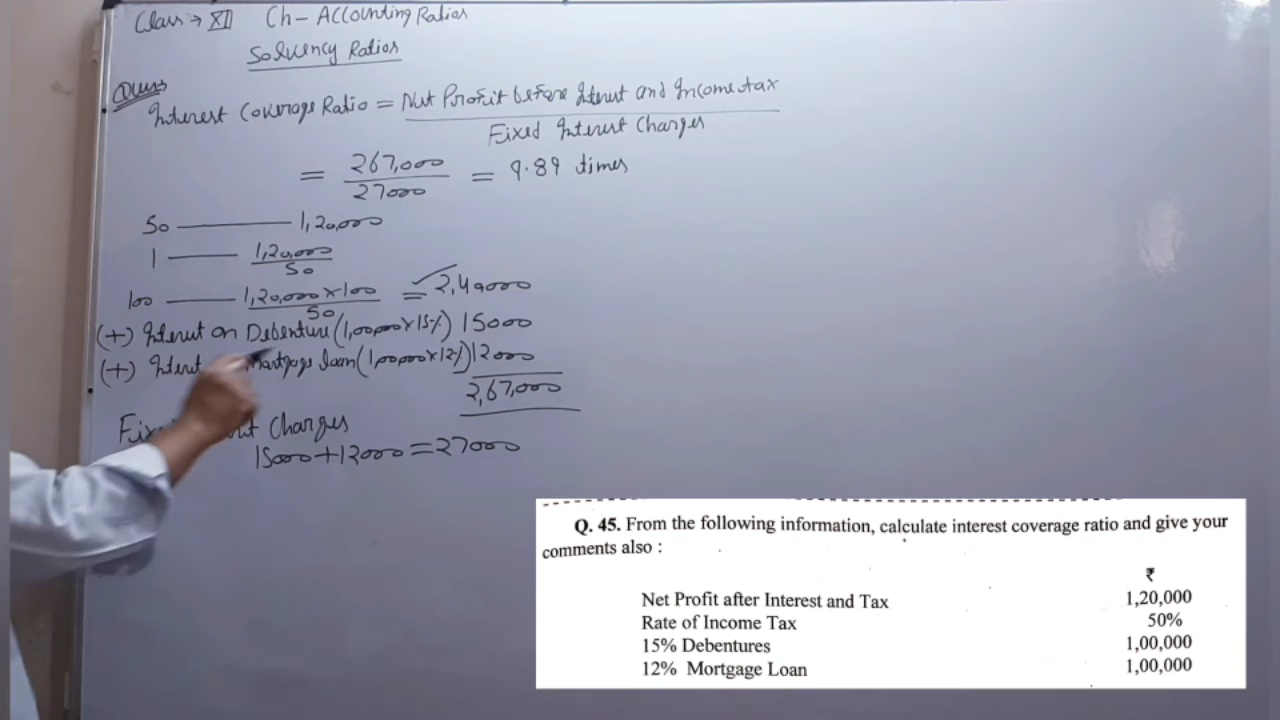 Class → XII Ch- Accounting Ratios
Solvency Ratios
Ques
Interest Coverage Ratio = Net Profit before Interest and Income tax
Fixed Interest Charges
= 267,000 = 9.89 times
27000
50 — 1,20,000
1 — 1,20,000
50
100 — 1,20,000 x 100 = 2,40000
50
(+) Interest on Debenture (1,00,000 x 15%) 15000
(+) Mortgage loan (1,00,000 x 12%) 12000
2,67,000
Charges
15000 + 12000 = 27000
Q. 45. From the following information, calculate interest coverage ratio and give your
comments also :
₹
Net Profit after Interest and Tax 1,20,000
Rate of Income Tax 50%
15% Debentures 1,00,000
12% Mortgage Loan 1,00,000